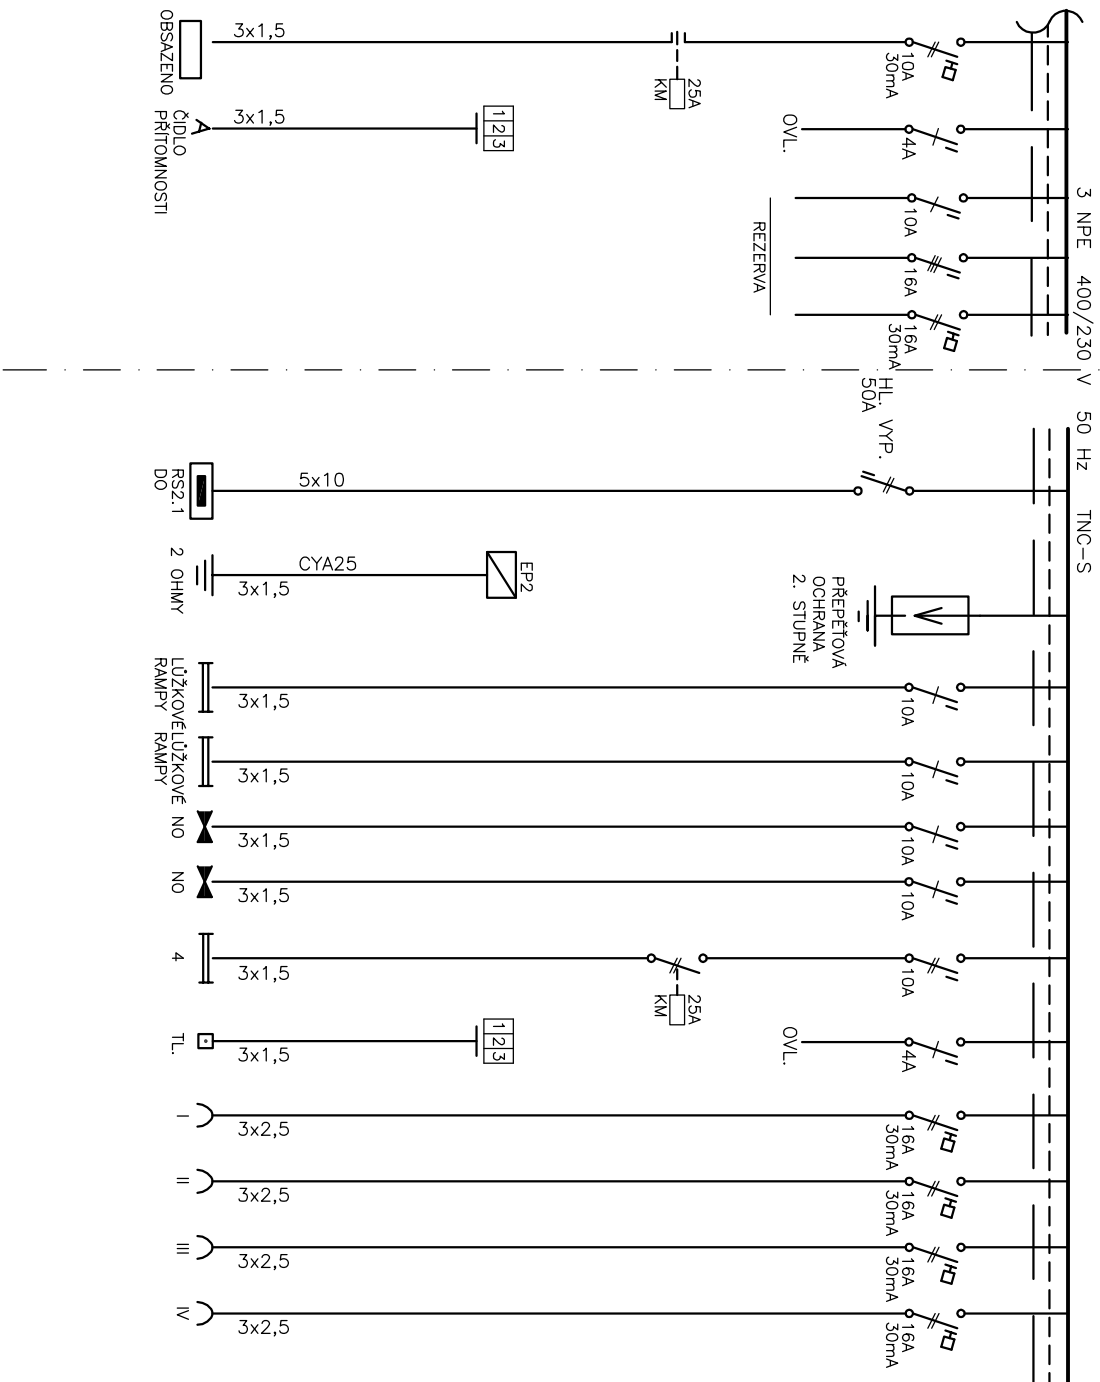 3 NPE 400/230 V 50 Hz TNC-S
10A
30mA
25A
KM
3x1,5
OBSAZENO
4A
OVL.
1 2 3
3x1,5
ČIDLO
PŘÍTOMNOSTI
10A
16A
16A
30mA
REZERVA
HL. VYP.
50A
5x10
RS2.1
DO
EP2
CYA25
3x1,5
2 OHMY
PŘEPĚŤOVÁ
OCHRANA
2. STUPNĚ
10A
3x1,5
LŮŽKOVÉ
RAMPY
10A
3x1,5
LŮŽKOVÉ
RAMPY
10A
3x1,5
NO
10A
3x1,5
NO
10A
25A
KM
3x1,5
4
4A
OVL.
1 2 3
3x1,5
TL.
16A
30mA
3x2,5
I
16A
30mA
3x2,5
II
16A
30mA
3x2,5
III
16A
30mA
3x2,5
IV